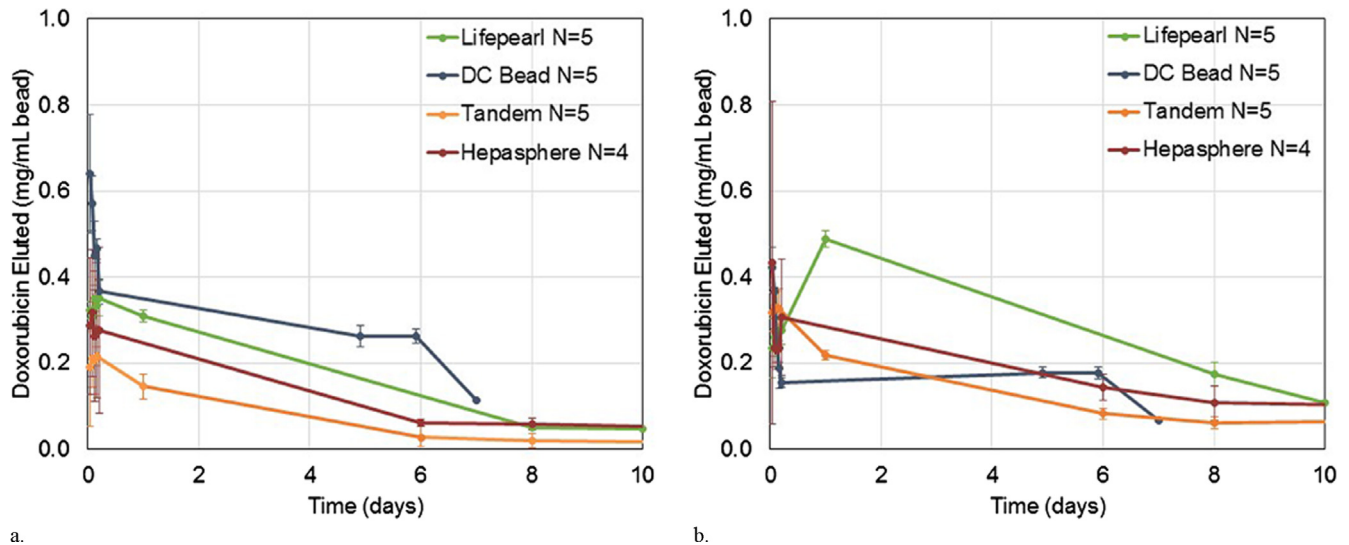 1.0
0.8
0.6
0.4
0.2
0.0
Doxorubicin Eluted (mg/mL bead)
Lifepearl N=5
DC Bead N=5
Tandem N=5
Hepasphere N=4
0 2 4 6 8 10
Time (days)
a.
1.0
0.8
0.6
0.4
0.2
0.0
Doxorubicin Eluted (mg/mL bead)
Lifepearl N=5
DC Bead N=5
Tandem N=5
Hepasphere N=4
0 2 4 6 8 10
Time (days)
b.